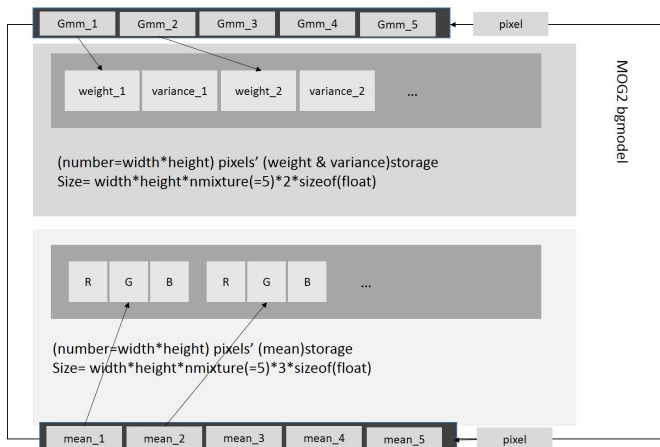 Gmm_1 Gmm_2 Gmm_3 Gmm_4 Gmm_5 pixel
MOG2 bgmodel
weight_1 variance_1 weight_2 variance_2 ...
(number=width*height) pixels’ (weight & variance)storage
Size= width*height*nmixture(=5)*2*sizeof(float)
R G B R G B ...
(number=width*height) pixels’ (mean)storage
Size= width*height*nmixture(=5)*3*sizeof(float)
mean_1 mean_2 mean_3 mean_4 mean_5 pixel